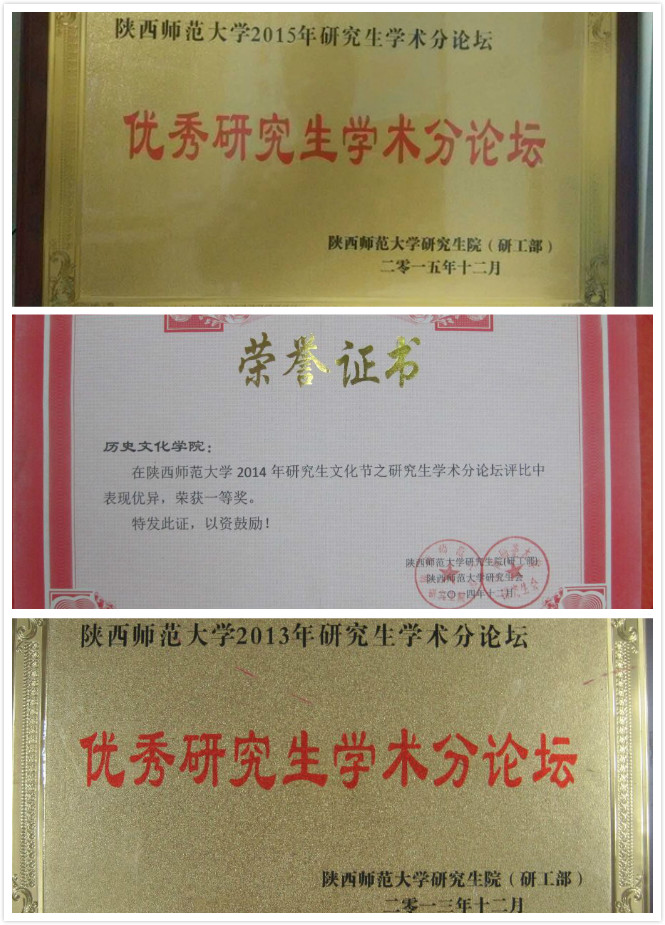 陕西师范大学2015年研究生学术分论坛
优秀研究生学术分论坛
陕西师范大学研究生院（研工部）
二零一五年十二月
荣誉证书
历史文化学院：
在陕西师范大学 2014 年研究生文化节之研究生学术分论坛评比中
表现优异，荣获一等奖。
特发此证，以资鼓励！
陕西师范大学研究生院(研工部)
陕西师范大学研究生会
二〇一四年十二月
陕西师范大学2013年研究生学术分论坛
优秀研究生学术分论坛
陕西师范大学研究生院（研工部）
二零一三年十二月